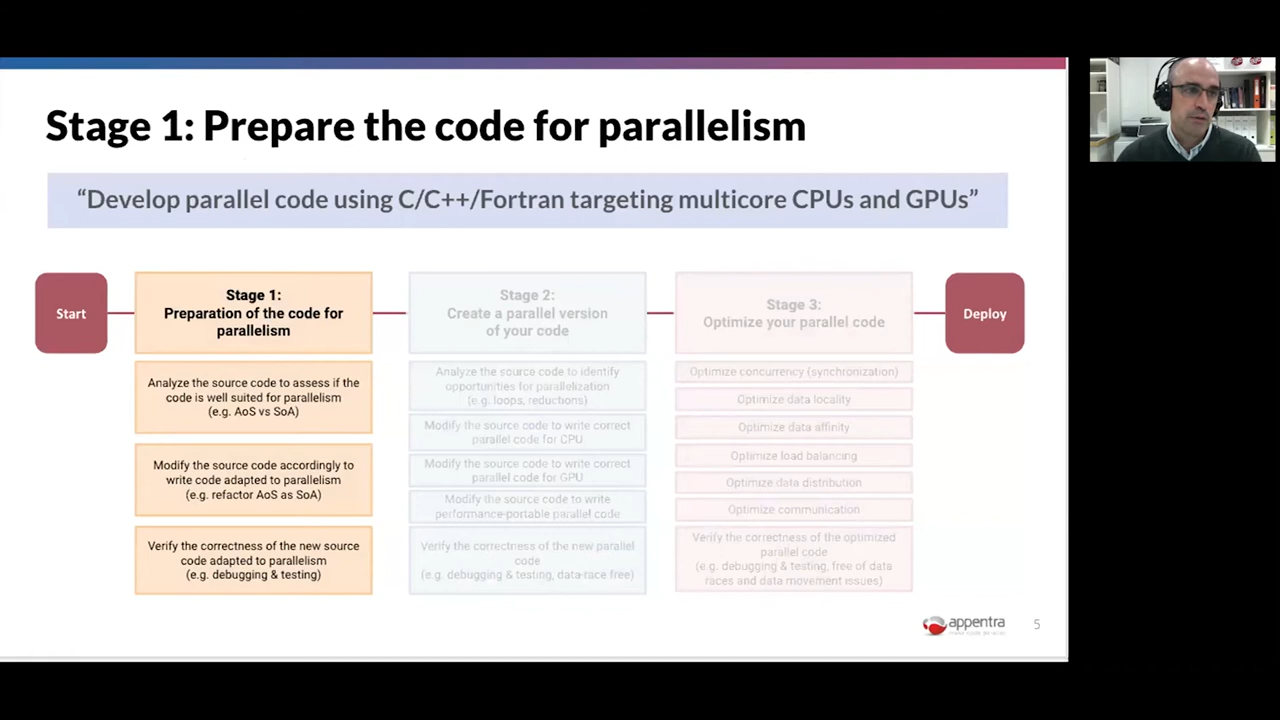 Stage 1: Prepare the code for parallelism
“Develop parallel code using C/C++/Fortran targeting multicore CPUs and GPUs”
Start
Stage 1:
Preparation of the code for
parallelism
Analyze the source code to assess if the
code is well suited for parallelism
(e.g. AoS vs SoA)
Modify the source code accordingly to
write code adapted to parallelism
(e.g. refactor AoS as SoA)
Verify the correctness of the new source
code adapted to parallelism
(e.g. debugging & testing)
Stage 2:
Create a parallel version
of your code
Analyze the source code to identify
opportunities for parallelization
(e.g. loops, reductions)
Modify the source code to write correct
parallel code for CPU
Modify the source code to write correct
parallel code for GPU
Modify the source code to write
performance-portable parallel code
Verify the correctness of the new parallel
code
(e.g. debugging & testing, data-race free)
Stage 3:
Optimize your parallel code
Optimize concurrency (synchronization)
Optimize data locality
Optimize data affinity
Optimize load balancing
Optimize data distribution
Optimize communication
Verify the correctness of the optimized
parallel code
(e.g. debugging & testing, free of data
races and data movement issues)
Deploy
appentra
5